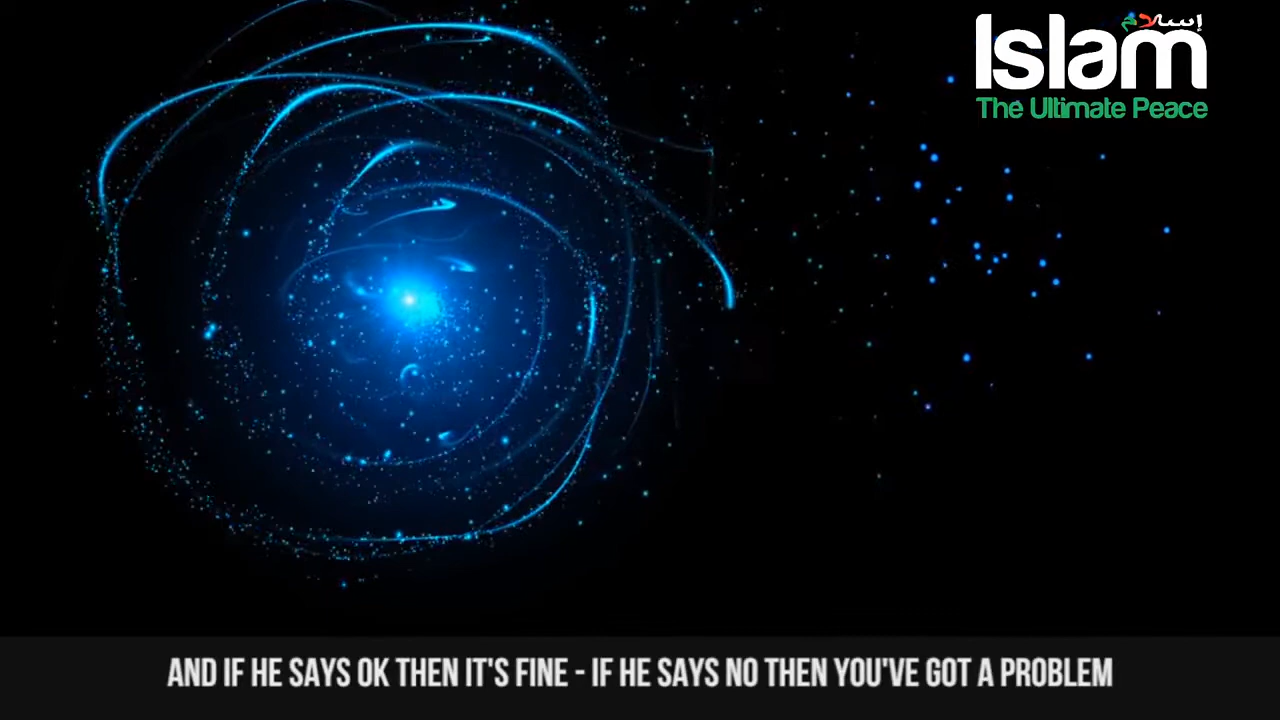 إسلام
Islam
The Ultimate Peace
AND IF HE SAYS OK THEN IT'S FINE - IF HE SAYS NO THEN YOU'VE GOT A PROBLEM